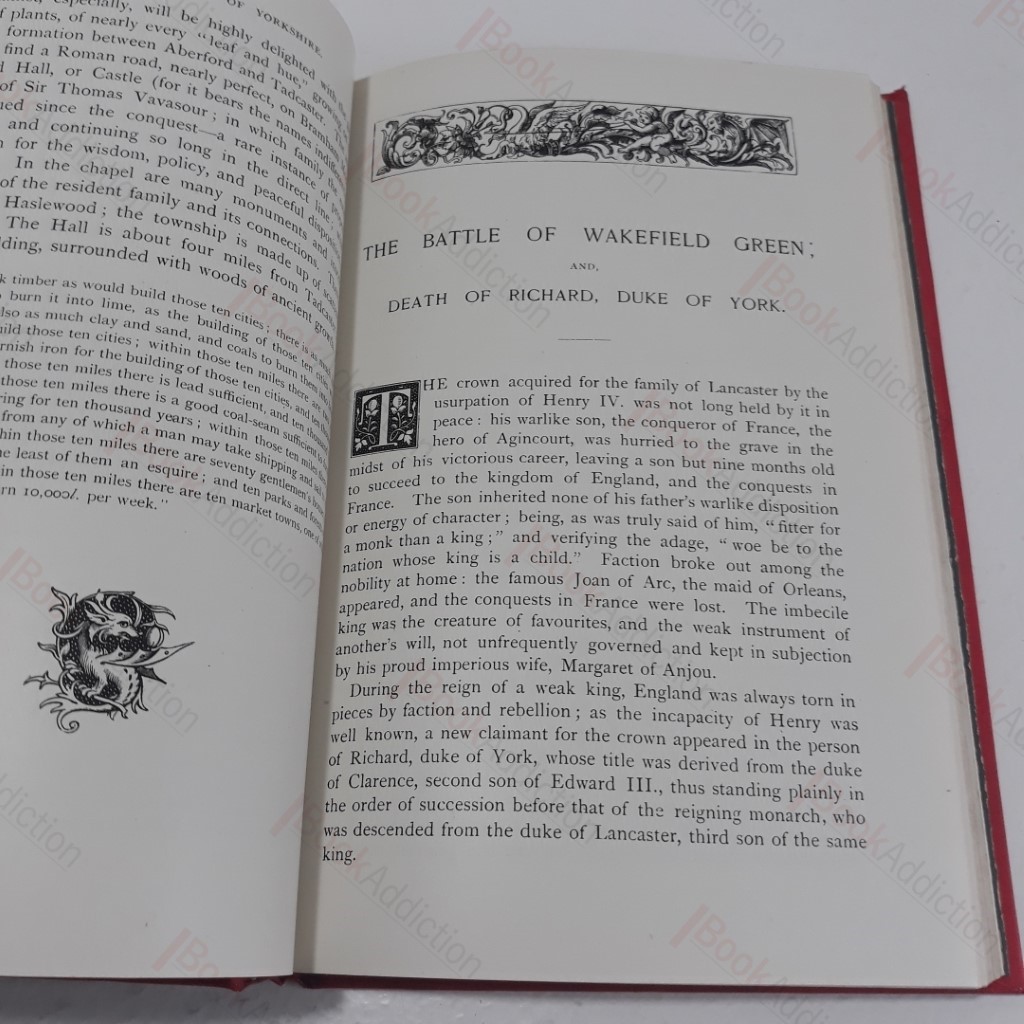 OF YORKSHIRE.
especially, will be highly delighted with the
of plants, of nearly every "leaf and hue," grow
formation between Aberford and Tadcaster.
find a Roman road, nearly perfect, on Bramham
Hall, or Castle (for it bears the names
of Sir Thomas Vavasour; in which family
since the conquest—a rare instance of
and continuing so long in the direct line;
for the wisdom, policy, and peaceful
In the chapel are many monuments and
of the resident family and its connections.
Haslewood; the township is made up of
The Hall is about four miles from Tadcaster
surrounded with woods of ancient growth
timber as would build those ten cities; there is as
burn it into lime, as the building of those ten cities
also as much clay and sand, and coals to burn them
build those ten cities; within those ten miles there are
iron for the building of those ten cities, and ten
those ten miles there is lead sufficient, and ten thousand
those ten miles there is a good coal-seam sufficient to
for ten thousand years; within those ten miles
from any of which a man may take shipping and sail
those ten miles there are seventy gentlemen's
least of them an esquire; and ten parks and
in those ten miles there are ten market towns, one of
10,000l. per week."
THE BATTLE OF WAKEFIELD GREEN;
AND,
DEATH OF RICHARD, DUKE OF YORK.
THE crown acquired for the family of Lancaster by the
usurpation of Henry IV. was not long held by it in
peace: his warlike son, the conqueror of France, the
hero of Agincourt, was hurried to the grave in the
midst of his victorious career, leaving a son but nine months old
to succeed to the kingdom of England, and the conquests in
France. The son inherited none of his father's warlike disposition
or energy of character; being, as was truly said of him, "fitter for
a monk than a king;" and verifying the adage, "woe be to the
nation whose king is a child." Faction broke out among the
nobility at home: the famous Joan of Arc, the maid of Orleans,
appeared, and the conquests in France were lost. The imbecile
king was the creature of favourites, and the weak instrument of
another's will, not unfrequently governed and kept in subjection
by his proud imperious wife, Margaret of Anjou.
During the reign of a weak king, England was always torn in
pieces by faction and rebellion; as the incapacity of Henry was
well known, a new claimant for the crown appeared in the person
of Richard, duke of York, whose title was derived from the duke
of Clarence, second son of Edward III., thus standing plainly in
the order of succession before that of the reigning monarch, who
was descended from the duke of Lancaster, third son of the same
king.
BookAddiction